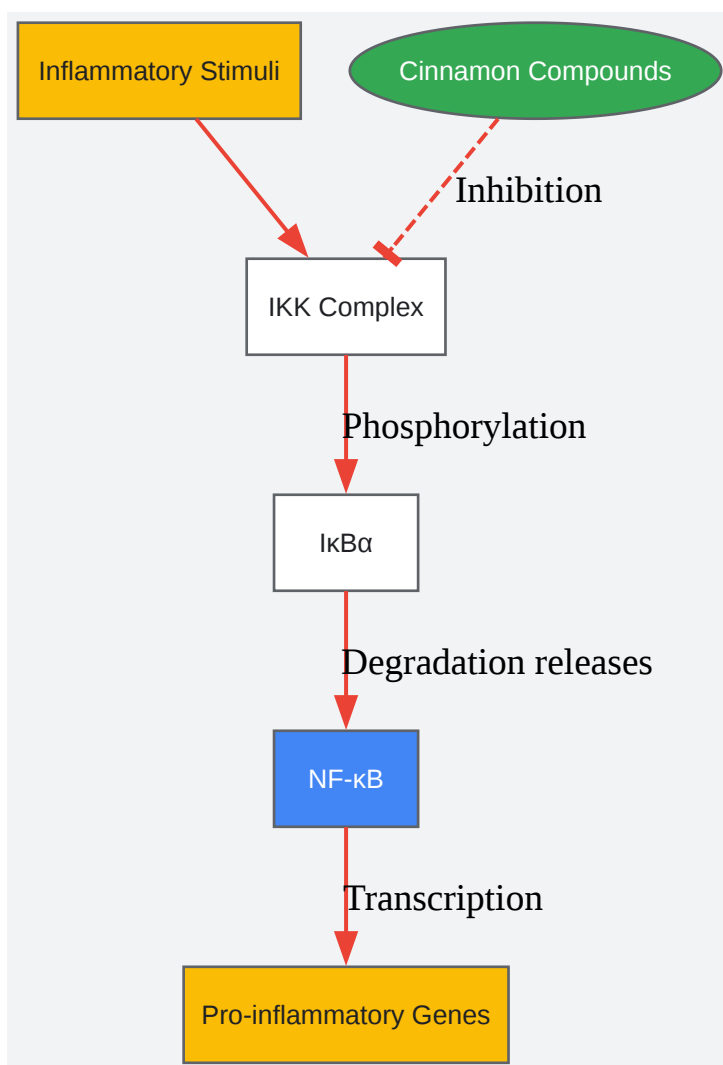 Inflammatory Stimuli
Cinnamon Compounds
Inhibition
IKK Complex
Phosphorylation
IκBα
Degradation releases
NF-κB
Transcription
Pro-inflammatory Genes